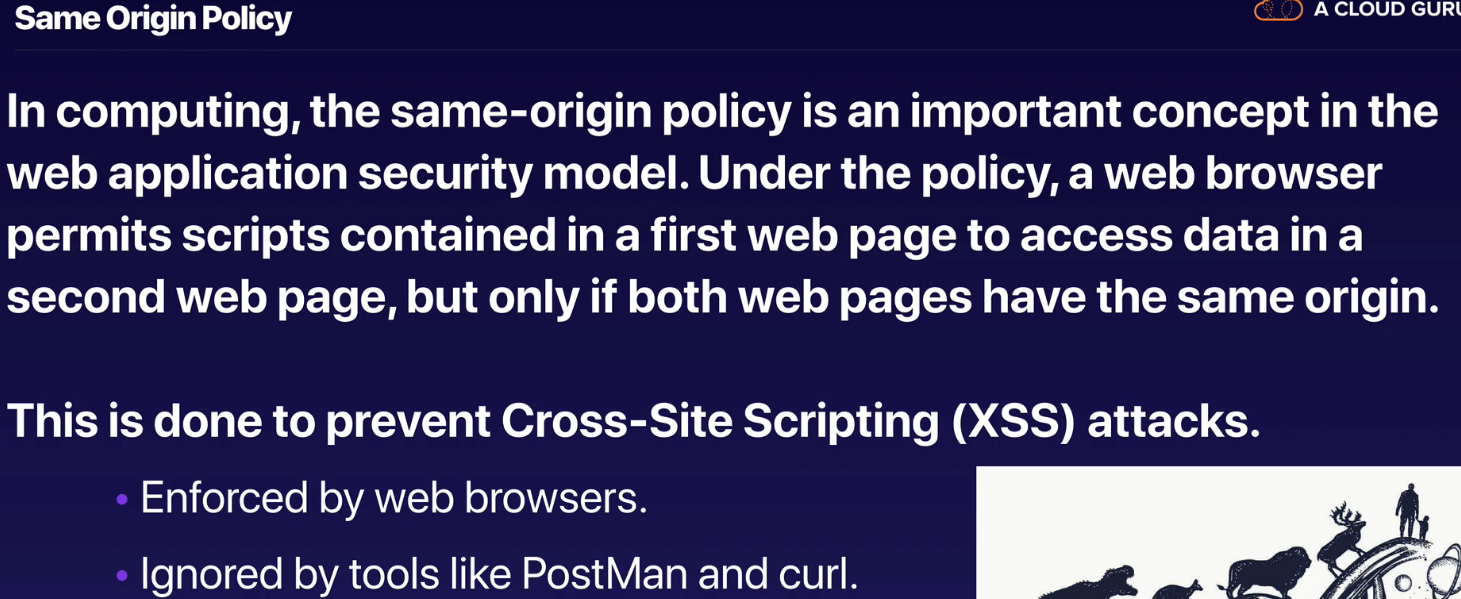 Same Origin Policy
A CLOUD GURU
In computing, the same-origin policy is an important concept in the
web application security model. Under the policy, a web browser
permits scripts contained in a first web page to access data in a
second web page, but only if both web pages have the same origin.
This is done to prevent Cross-Site Scripting (XSS) attacks.
• Enforced by web browsers.
• Ignored by tools like PostMan and curl.